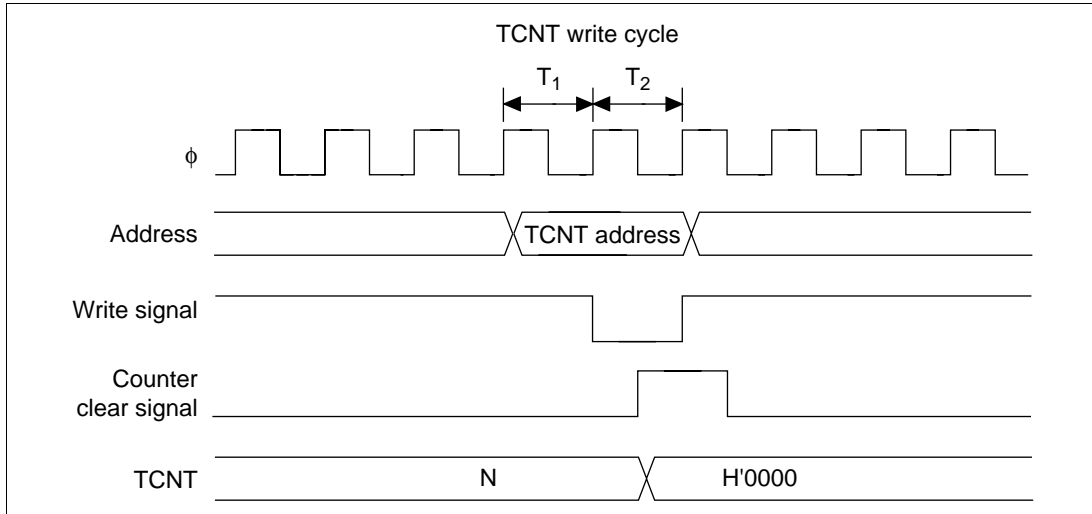 TCNT write cycle
T1 T2
ϕ
Address
TCNT address
Write signal
Counter
clear signal
TCNT
N
H'0000